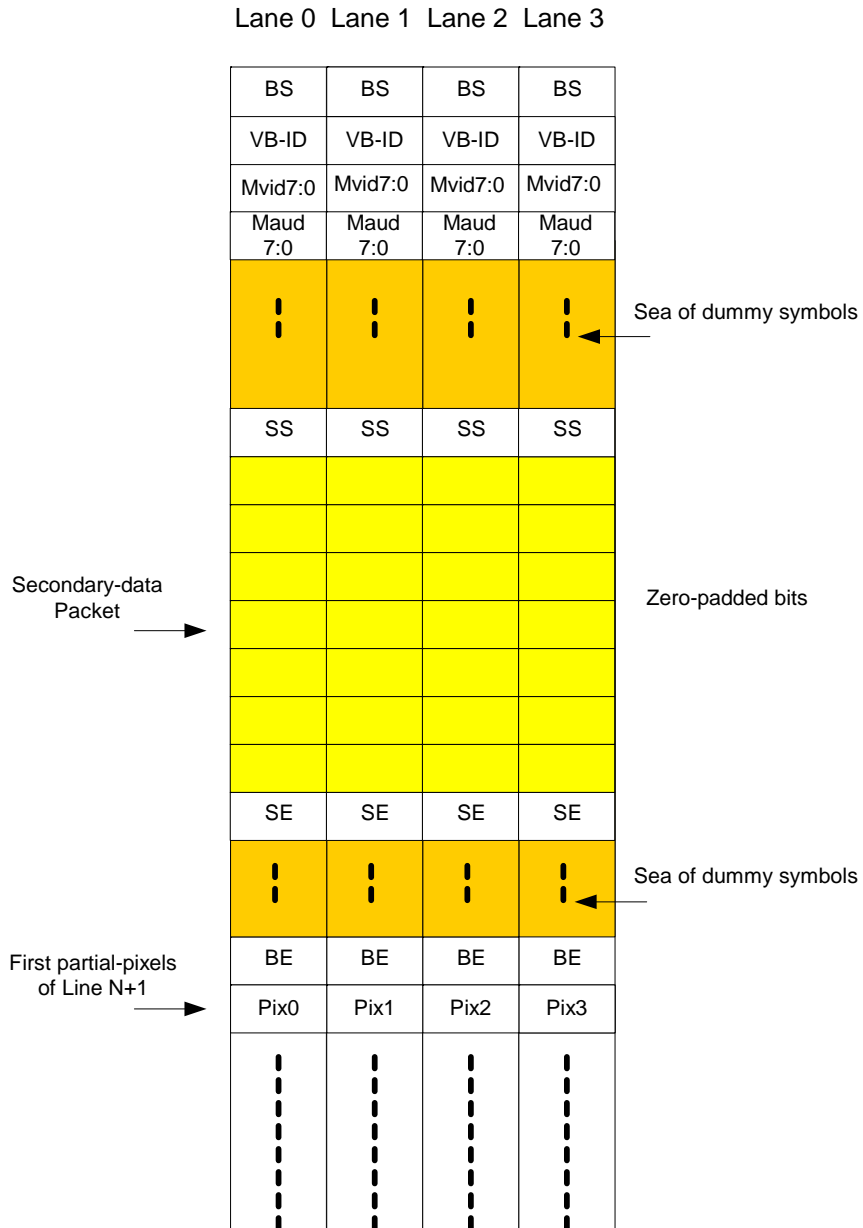 Lane 0 Lane 1 Lane 2 Lane 3
BS BS BS BS
VB-ID VB-ID VB-ID VB-ID
Mvid7:0 Mvid7:0 Mvid7:0 Mvid7:0
Maud Maud Maud Maud
7:0 7:0 7:0 7:0
Sea of dummy symbols
SS SS SS SS
Secondary-data
Packet
Zero-padded bits
SE SE SE SE
Sea of dummy symbols
BE BE BE BE
First partial-pixels
of Line N+1
Pix0 Pix1 Pix2 Pix3